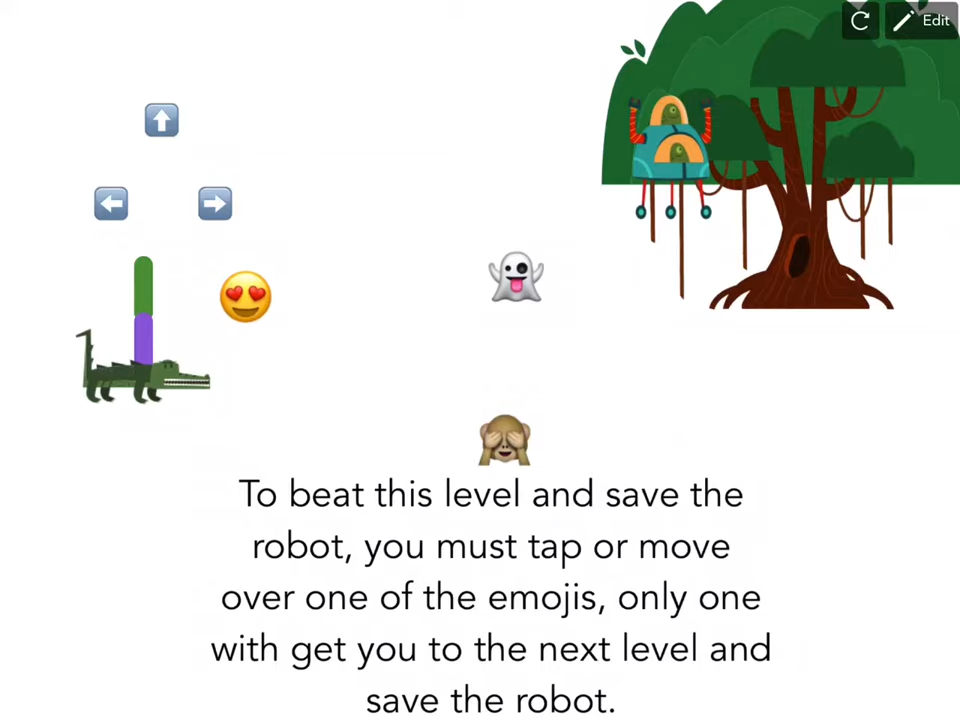 Edit
To beat this level and save the
robot, you must tap or move
over one of the emojis, only one
with get you to the next level and
save the robot.